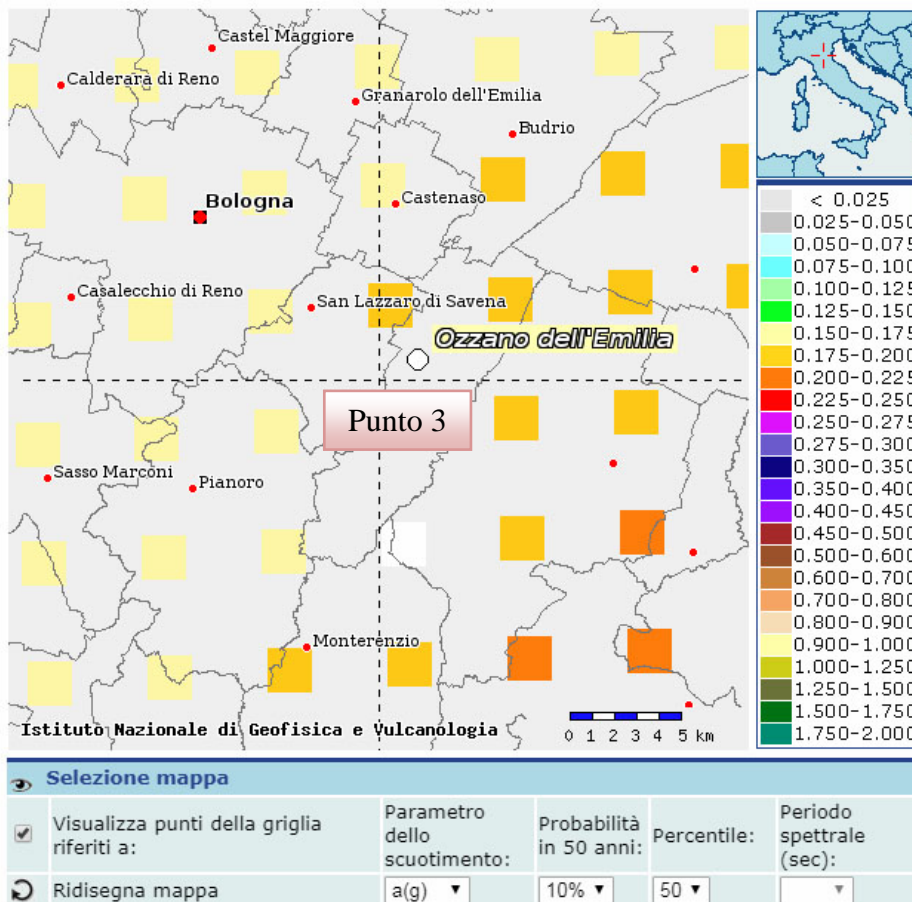 Castel Maggiore
Calderara di Reno
Granarolo dell'Emilia
Budrio
Bologna
Castenaso
Casalecchio di Reno
San Lazzaro di Savena
Ozzano dell'Emilia
Punto 3
Sasso Marconi
Pianoro
Monterenzio
Istituto Nazionale di Geofisica e Vulcanologia
0 1 2 3 4 5 km
< 0.025
0.025-0.050
0.050-0.075
0.075-0.100
0.100-0.125
0.125-0.150
0.150-0.175
0.175-0.200
0.200-0.225
0.225-0.250
0.250-0.275
0.275-0.300
0.300-0.350
0.350-0.400
0.400-0.450
0.450-0.500
0.500-0.600
0.600-0.700
0.700-0.800
0.800-0.900
0.900-1.000
1.000-1.250
1.250-1.500
1.500-1.750
1.750-2.000
Selezione mappa
Visualizza punti della griglia
riferiti a:
Parametro
dello
scuotimento:
Probabilità
in 50 anni:
Percentile:
Periodo
spettrale
(sec):
Ridisegna mappa
a(g)
10%
50